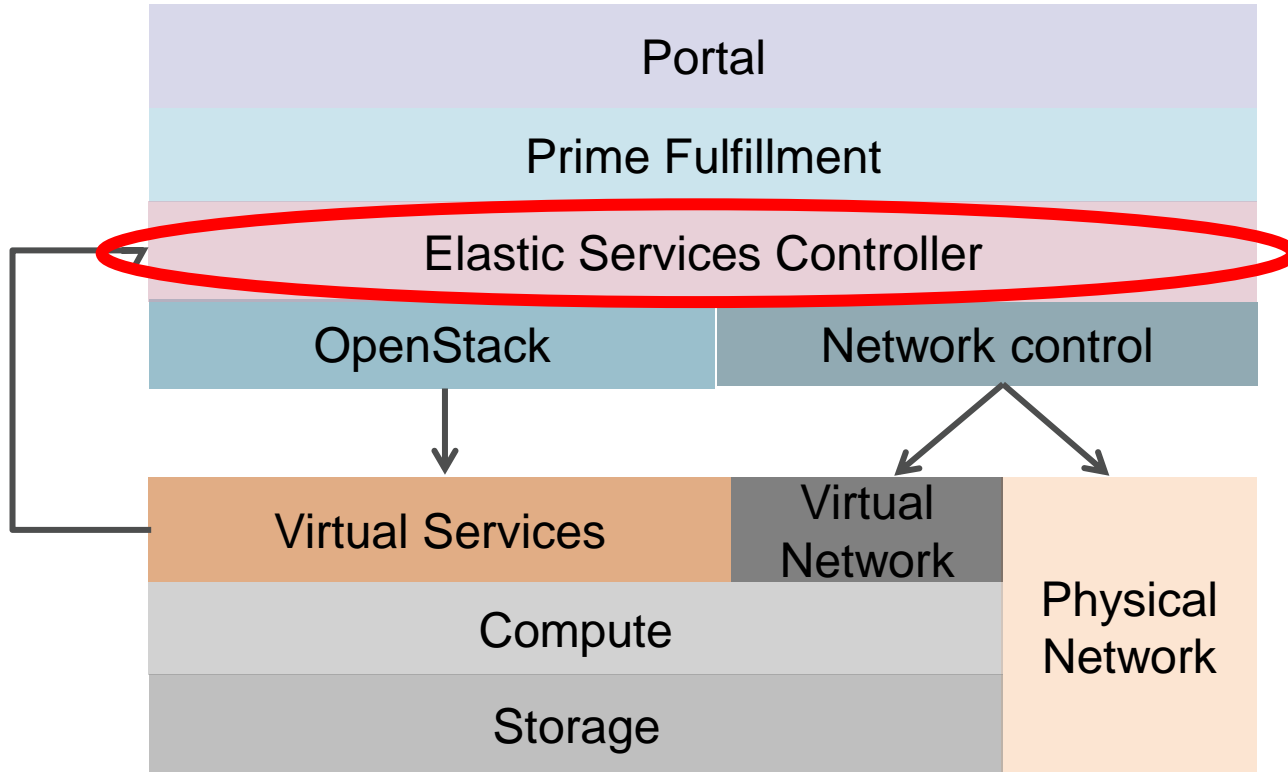 Portal
Prime Fulfillment
Elastic Services Controller
OpenStack
Network control
Virtual Services
Virtual
Network
Physical
Network
Compute
Storage